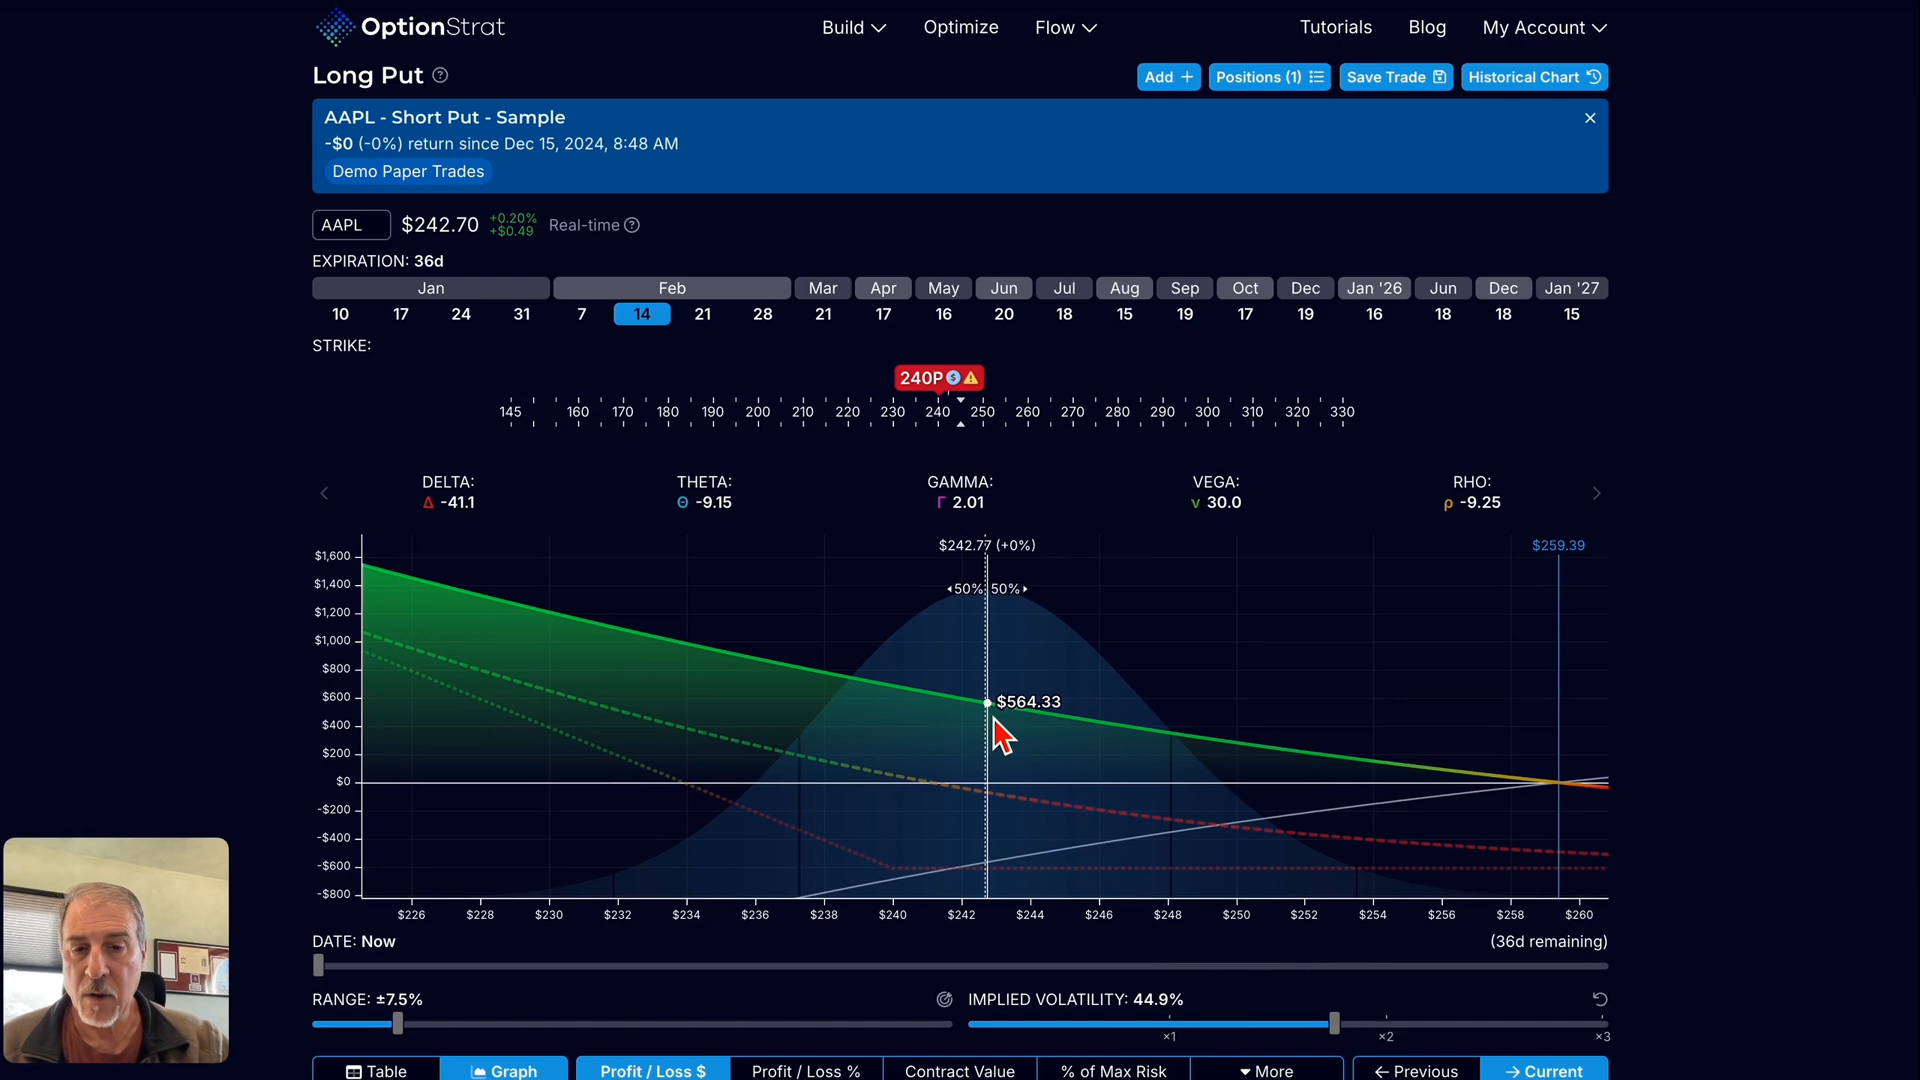 OptionStrat
Build
Optimize
Flow
Tutorials
Blog
My Account
Long Put ?
Add +
Positions (1)
Save Trade
Historical Chart
AAPL - Short Put - Sample
-$0 (-0%) return since Dec 15, 2024, 8:48 AM
Demo Paper Trades
AAPL $242.70 +0.20% Real-time ?
+$0.49
EXPIRATION: 36d
Jan Feb Mar Apr May Jun Jul Aug Sep Oct Dec Jan '26 Jun Dec Jan '27
10 17 24 31 7 14 21 28 21 17 16 20 18 15 19 17 19 16 18 18 15
STRIKE:
240P $
145 160 170 180 190 200 210 220 230 240 250 260 270 280 290 300 310 320 330
DELTA: THETA: GAMMA: VEGA: RHO:
Δ -41.1 Θ -9.15 Γ 2.01 ν 30.0 ρ -9.25
$242.77 (+0%) $259.39
50% 50%
$564.33
$1,600
$1,400
$1,200
$1,000
$800
$600
$400
$200
$0
-$200
-$400
-$600
-$800
$226 $228 $230 $232 $234 $236 $238 $240 $242 $244 $246 $248 $250 $252 $254 $256 $258 $260
DATE: Now (36d remaining)
RANGE: ±7.5% IMPLIED VOLATILITY: 44.9%
×1 ×2 ×3
Table Graph Profit / Loss $ Profit / Loss % Contract Value % of Max Risk More ← Previous → Current